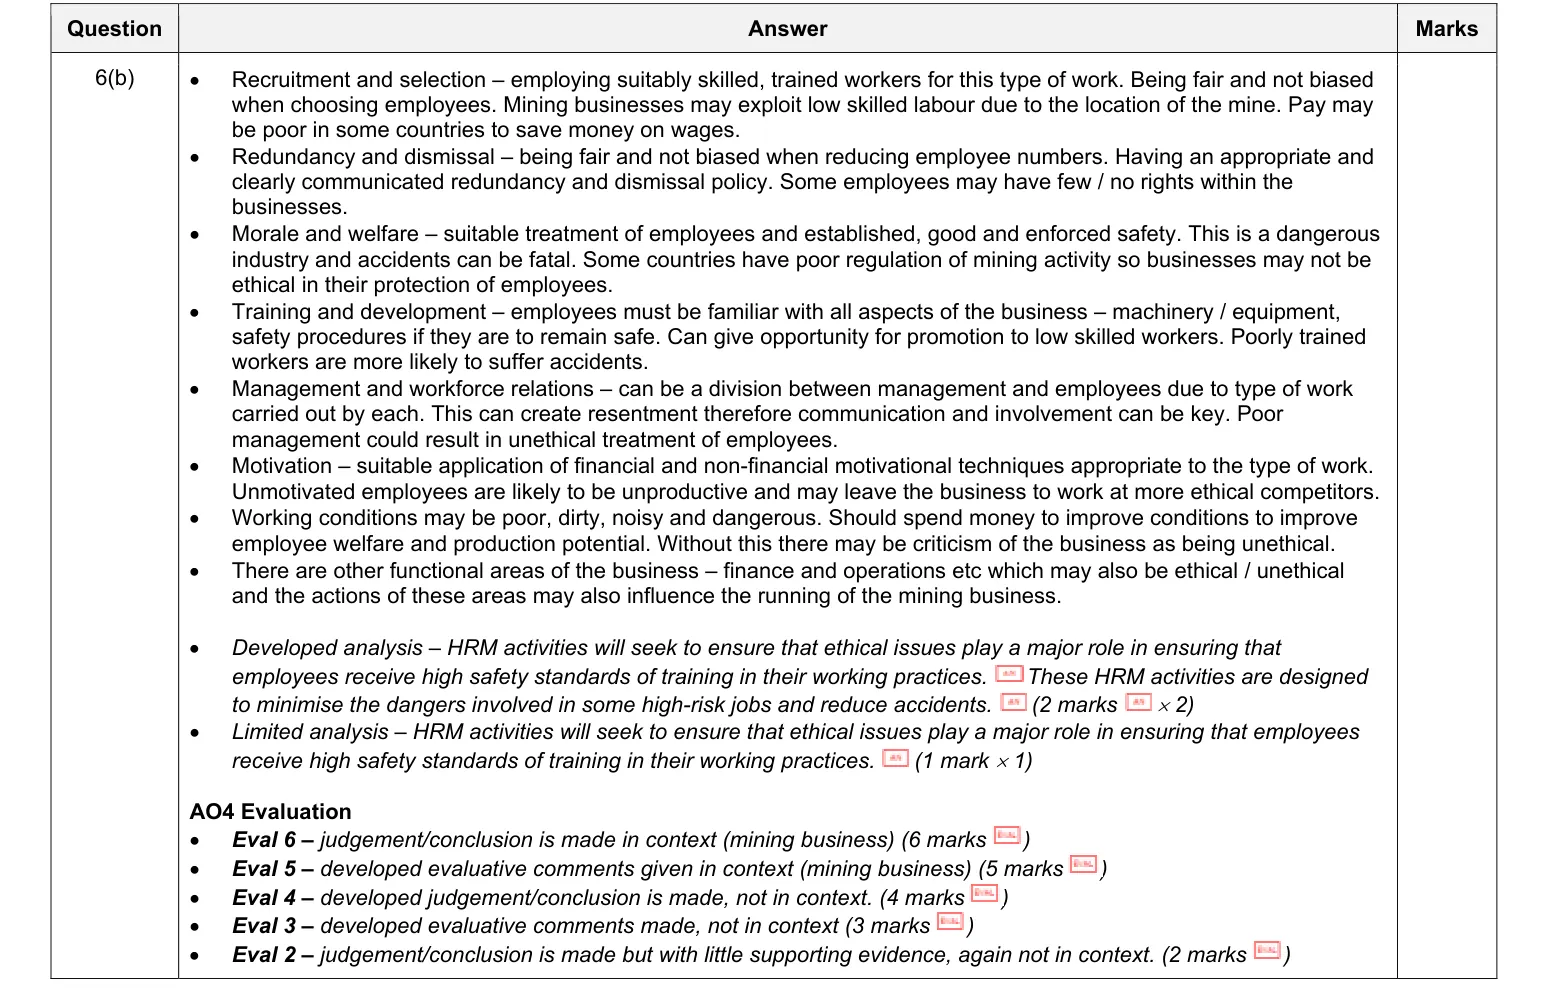 Question Answer Marks
6(b)
• Recruitment and selection – employing suitably skilled, trained workers for this type of work. Being fair and not biased
when choosing employees. Mining businesses may exploit low skilled labour due to the location of the mine. Pay may
be poor in some countries to save money on wages.
• Redundancy and dismissal – being fair and not biased when reducing employee numbers. Having an appropriate and
clearly communicated redundancy and dismissal policy. Some employees may have few / no rights within the
businesses.
• Morale and welfare – suitable treatment of employees and established, good and enforced safety. This is a dangerous
industry and accidents can be fatal. Some countries have poor regulation of mining activity so businesses may not be
ethical in their protection of employees.
• Training and development – employees must be familiar with all aspects of the business – machinery / equipment,
safety procedures if they are to remain safe. Can give opportunity for promotion to low skilled workers. Poorly trained
workers are more likely to suffer accidents.
• Management and workforce relations – can be a division between management and employees due to type of work
carried out by each. This can create resentment therefore communication and involvement can be key. Poor
management could result in unethical treatment of employees.
• Motivation – suitable application of financial and non-financial motivational techniques appropriate to the type of work.
Unmotivated employees are likely to be unproductive and may leave the business to work at more ethical competitors.
• Working conditions may be poor, dirty, noisy and dangerous. Should spend money to improve conditions to improve
employee welfare and production potential. Without this there may be criticism of the business as being unethical.
• There are other functional areas of the business – finance and operations etc which may also be ethical / unethical
and the actions of these areas may also influence the running of the mining business.
• Developed analysis – HRM activities will seek to ensure that ethical issues play a major role in ensuring that
employees receive high safety standards of training in their working practices. AN These HRM activities are designed
to minimise the dangers involved in some high-risk jobs and reduce accidents. AN (2 marks AN × 2)
• Limited analysis – HRM activities will seek to ensure that ethical issues play a major role in ensuring that employees
receive high safety standards of training in their working practices. AN (1 mark × 1)
AO4 Evaluation
• Eval 6 – judgement/conclusion is made in context (mining business) (6 marks EVAL)
• Eval 5 – developed evaluative comments given in context (mining business) (5 marks EVAL)
• Eval 4 – developed judgement/conclusion is made, not in context. (4 marks EVAL)
• Eval 3 – developed evaluative comments made, not in context (3 marks EVAL)
• Eval 2 – judgement/conclusion is made but with little supporting evidence, again not in context. (2 marks EVAL)